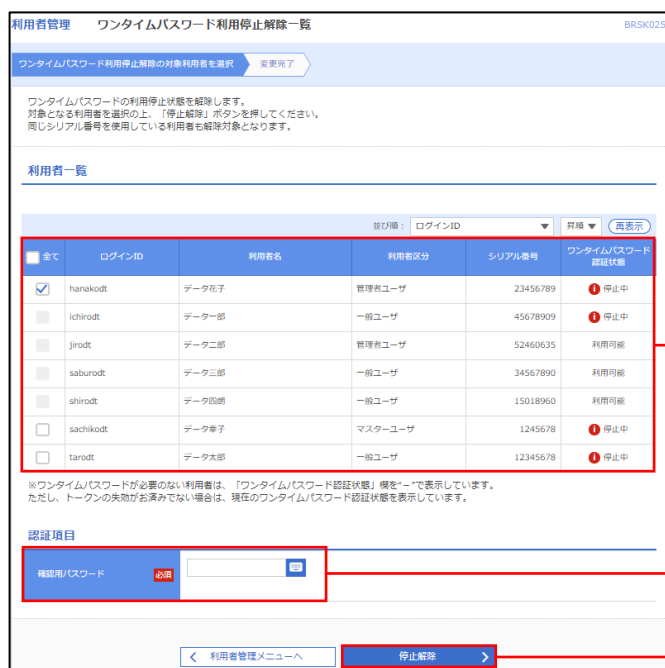 利用者管理 ワンタイムパスワード利用停止解除一覧 BRSK025
ワンタイムパスワード利用停止解除の対象利用者を選択 変更完了
ワンタイムパスワードの利用停止状態を解除します。
対象となる利用者を選択の上、「停止解除」ボタンを押してください。
同じシリアル番号を使用している利用者も解除対象となります。
利用者一覧
並び順： ログインID ▼ 昇順 ▼ 再表示
全て ログインID 利用者名 利用者区分 シリアル番号 ワンタイムパスワード
認証状態
hanakodt データ花子 管理者ユーザ 23456789 停止中
ichirodt データ一郎 一般ユーザ 45678909 停止中
jirodt データ二郎 管理者ユーザ 52460635 利用可能
saburodt データ三郎 一般ユーザ 34567890 利用可能
shirodt データ四朗 一般ユーザ 15018960 利用可能
sachikodt データ幸子 マスターユーザ 1245678 停止中
tarodt データ太郎 一般ユーザ 12345678 停止中
※ワンタイムパスワードが必要のない利用者は、「ワンタイムパスワード認証状態」欄を“－”で表示しています。
ただし、トークンの失効がお済みでない場合は、現在のワンタイムパスワード認証状態を表示しています。
認証項目
確認用パスワード 必須
利用者管理メニューへ 停止解除